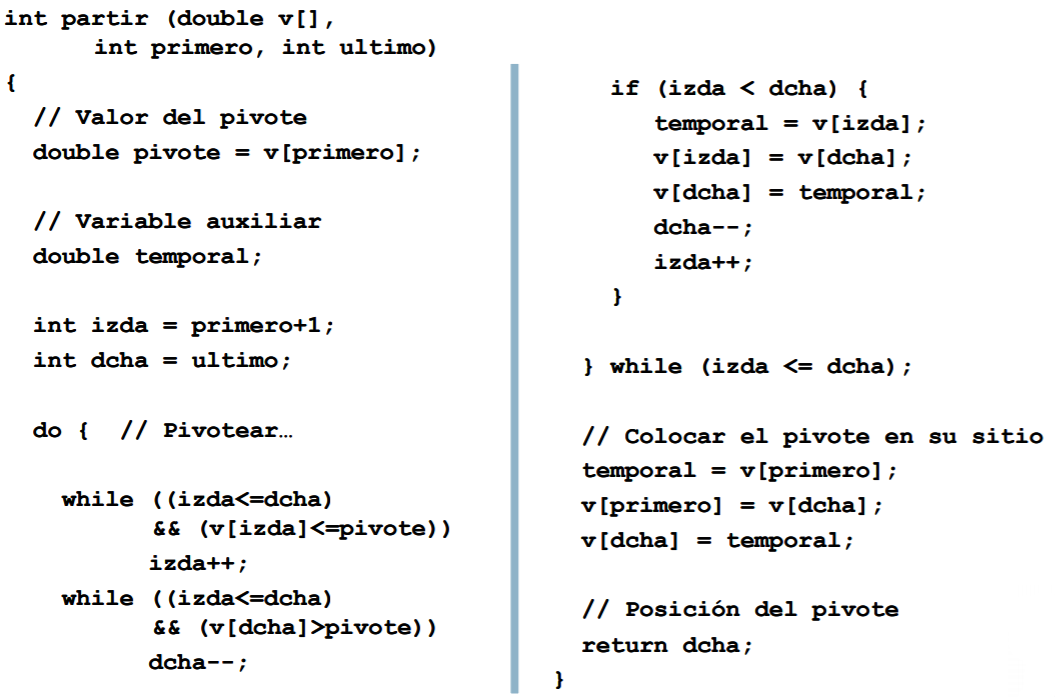 int partir (double v[],
int primero, int ultimo)
{
// Valor del pivote
double pivote = v[primero];
// Variable auxiliar
double temporal;
int izda = primero+1;
int dcha = ultimo;
do {  // Pivotear…
while ((izda<=dcha)
&& (v[izda]<=pivote))
izda++;
while ((izda<=dcha)
&& (v[dcha]>pivote))
dcha--;
if (izda < dcha) {
temporal = v[izda];
v[izda] = v[dcha];
v[dcha] = temporal;
dcha--;
izda++;
}
} while (izda <= dcha);
// Colocar el pivote en su sitio
temporal = v[primero];
v[primero] = v[dcha];
v[dcha] = temporal;
// Posición del pivote
return dcha;
}